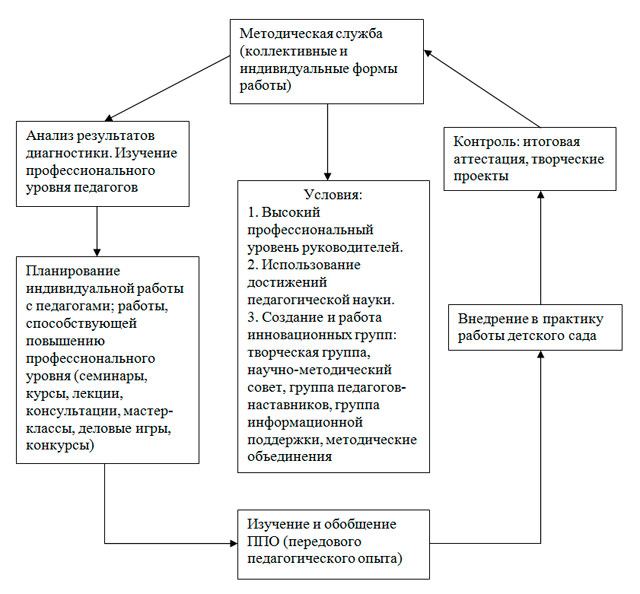 Методическая служба
(коллективные и
индивидуальные формы
работы)
Анализ результатов
диагностики. Изучение
профессионального
уровня педагогов
Контроль: итоговая
аттестация, творческие
проекты
Условия:
1. Высокий
профессиональный
уровень руководителей.
2. Использование
достижений
педагогической науки.
3. Создание и работа
инновационных групп:
творческая группа,
научно-методический
совет, группа педагогов-
наставников, группа
информационной
поддержки, методические
объединения
Планирование
индивидуальной работы
с педагогами; работы,
способствующей
повышению
профессионального
уровня (семинары,
курсы, лекции,
консультации, мастер-
классы, деловые игры,
конкурсы)
Внедрение в практику
работы детского сада
Изучение и обобщение
ППО (передового
педагогического опыта)